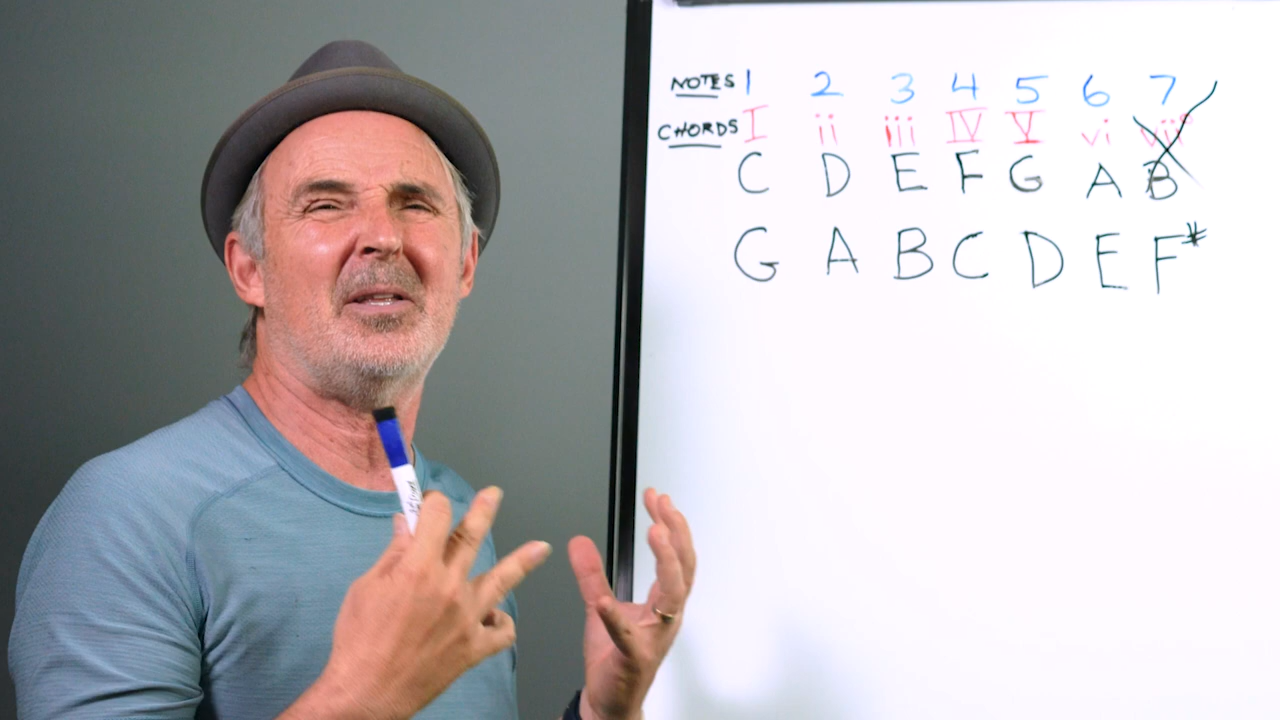 NOTES 1 2 3 4 5 6 7
CHORDS I ii iii IV V vi vii°
C D E F G A B
G A B C D E F#